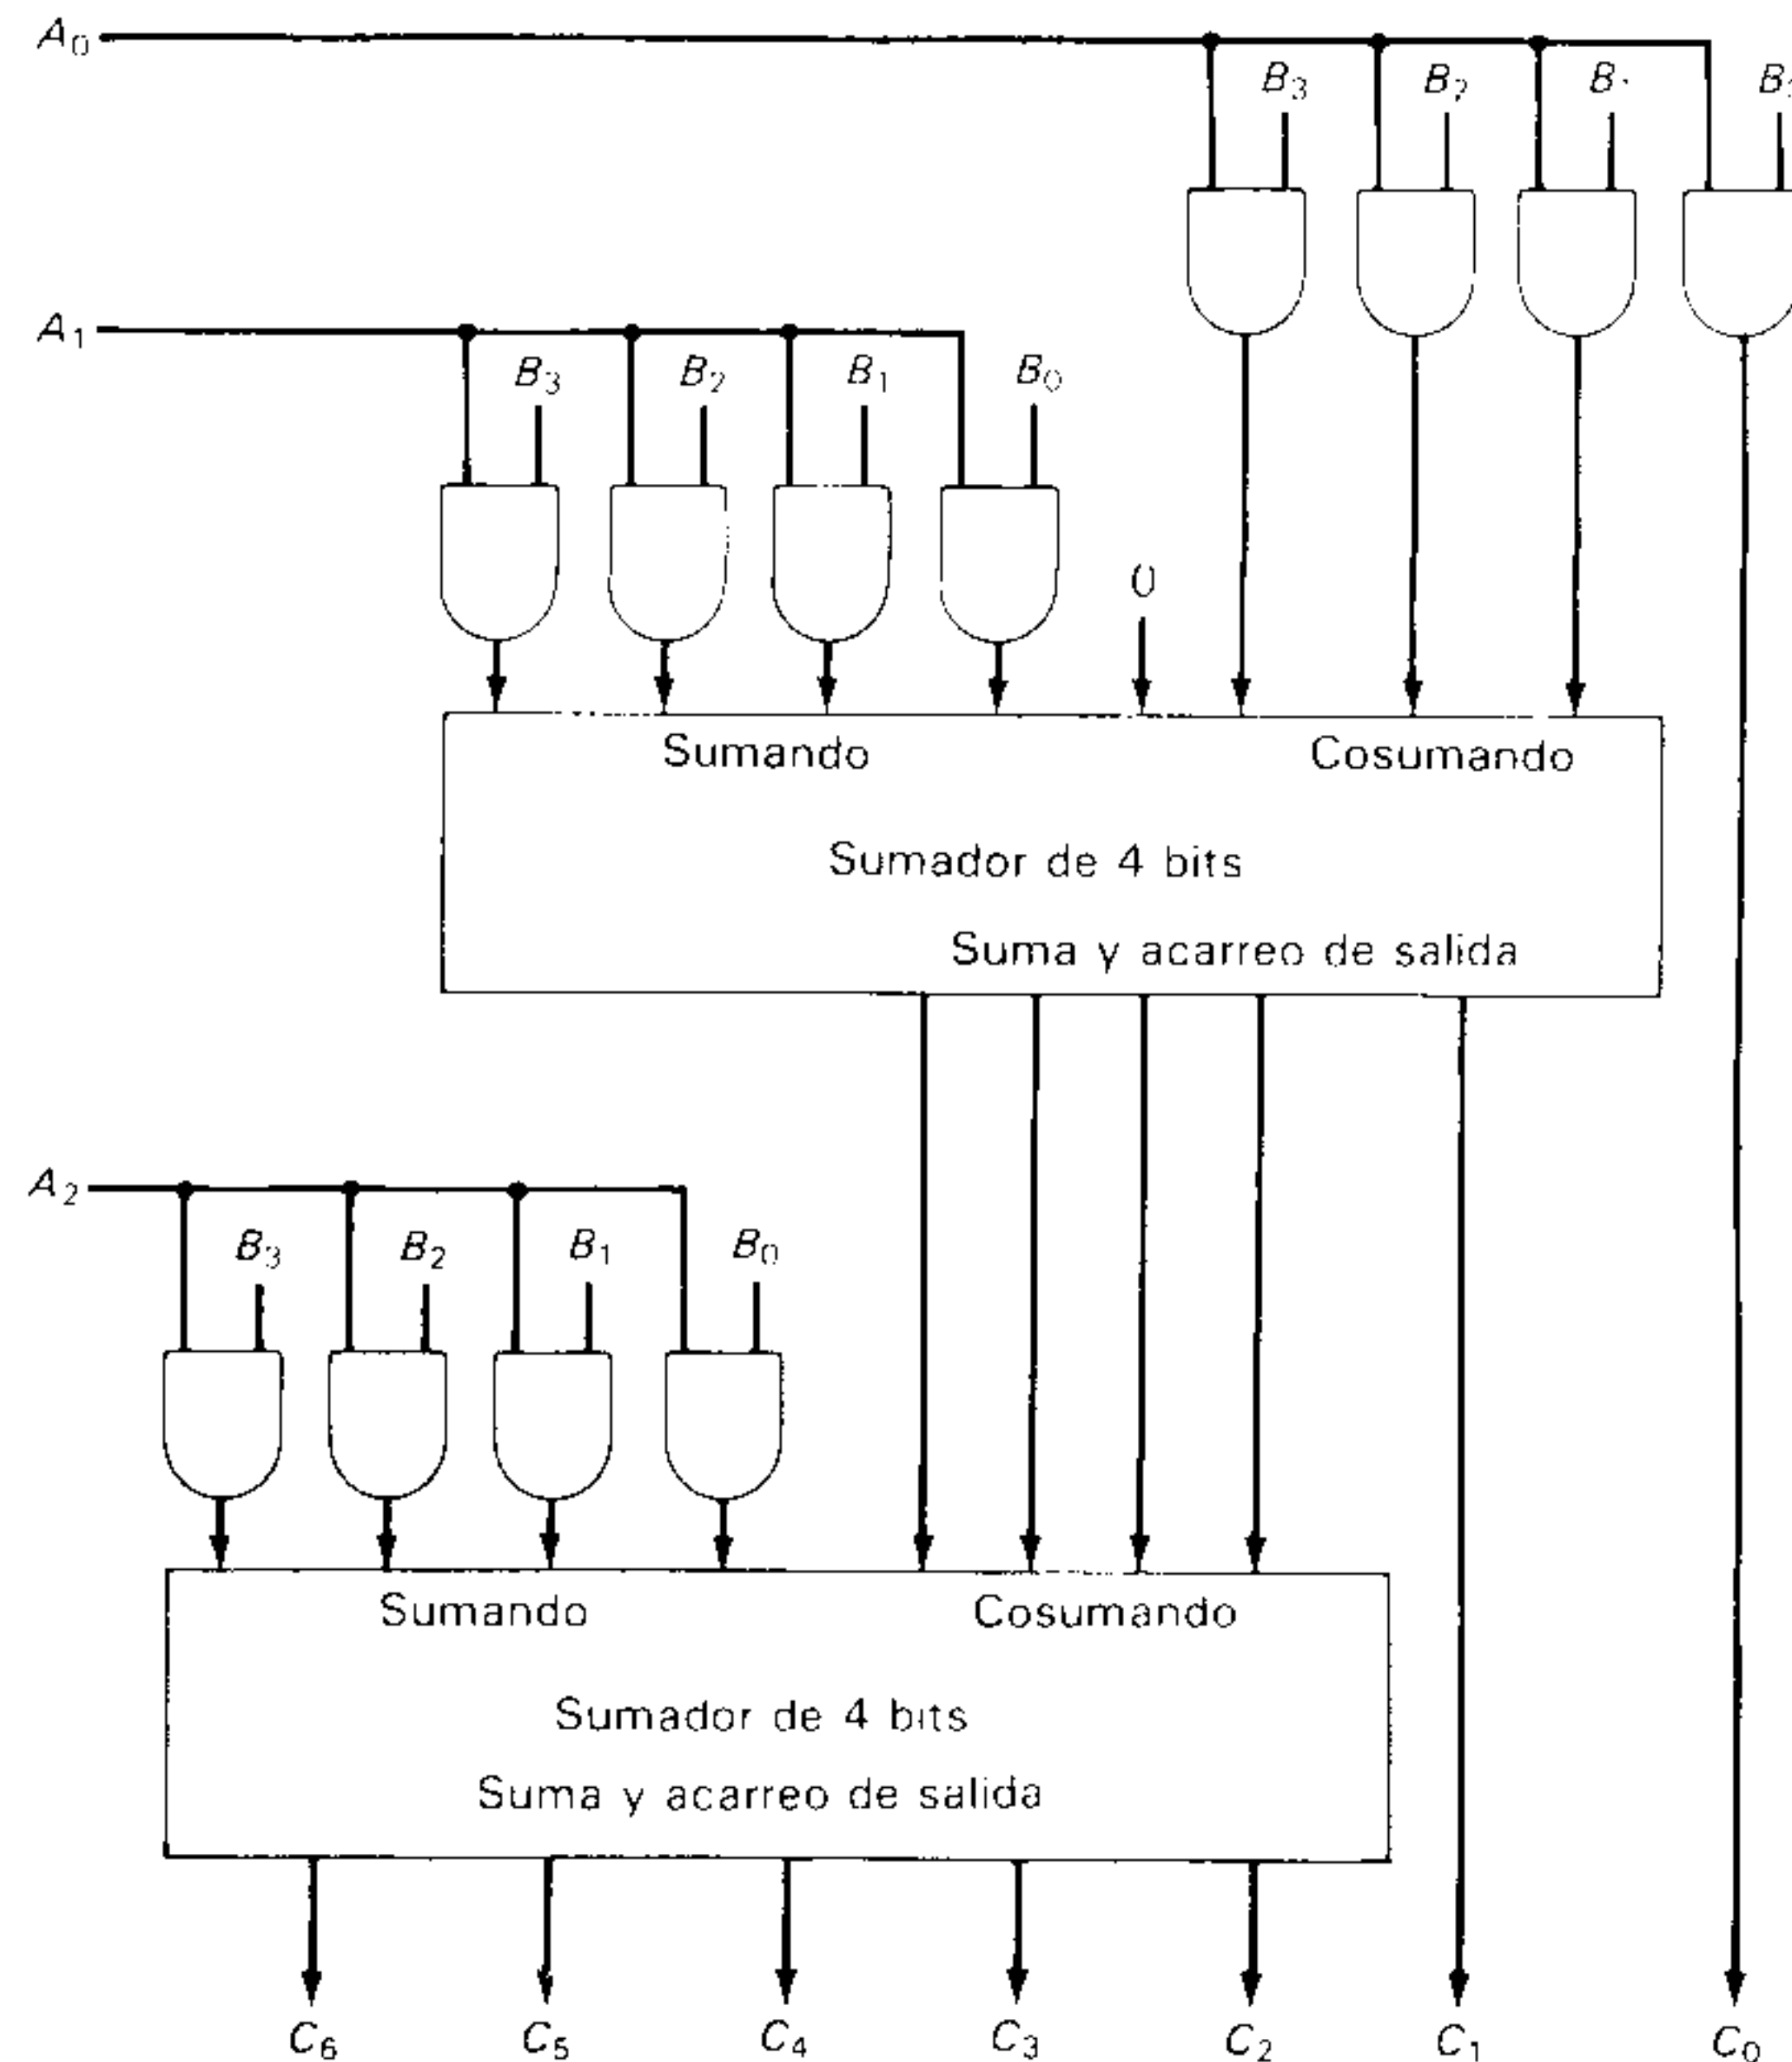 A0
B3 B2 B1 B
A1
B3 B2 B1 B0
0
Sumando Cosumando
Sumador de 4 bits
Suma y acarreo de salida
A2
B3 B2 B1 B0
Sumando Cosumando
Sumador de 4 bits
Suma y acarreo de salida
C6 C5 C4 C3 C2 C1 C0